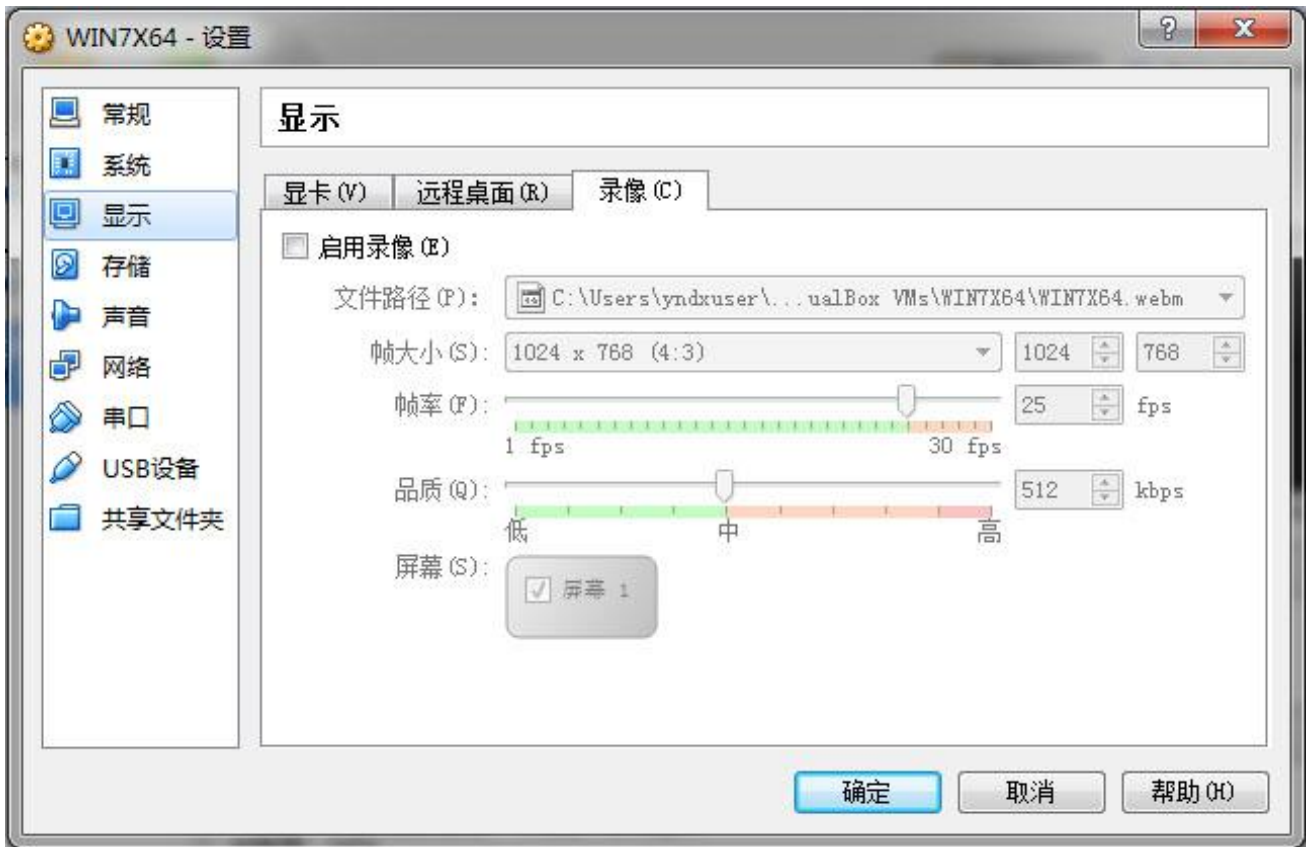 WIN7X64 - 设置
常规
系统
显示
存储
声音
网络
串口
USB设备
共享文件夹
显示
显卡(V) 远程桌面(R) 录像(C)
启用录像(E)
文件路径(P): C:\Users\yndxuser\...ualBox VMs\WIN7X64\WIN7X64.webm
帧大小(S): 1024 x 768 (4:3) 1024 768
帧率(F): 25 fps
1 fps 30 fps
品质(Q): 512 kbps
低 中 高
屏幕(S): 屏幕 1
确定 取消 帮助(H)